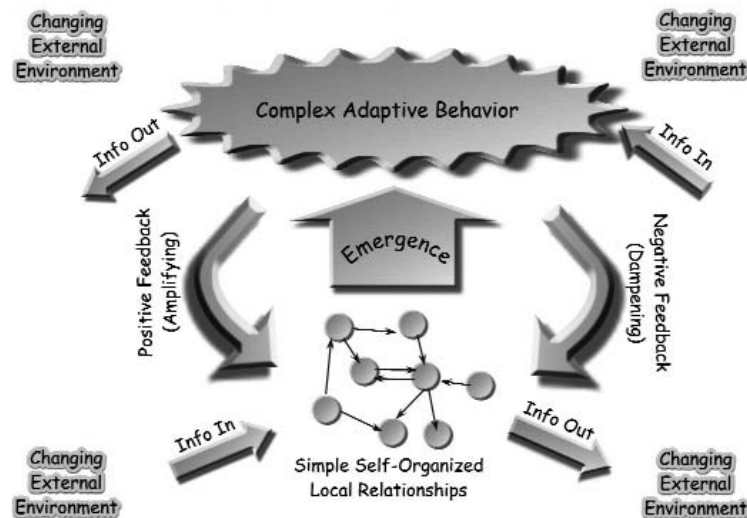 Changing
External
Environment
Changing
External
Environment
Complex Adaptive Behavior
Info Out
Info In
Positive Feedback
(Amplifying)
Emergence
Negative Feedback
(Dampening)
Info In
Info Out
Simple Self-Organized
Local Relationships
Changing
External
Environment
Changing
External
Environment